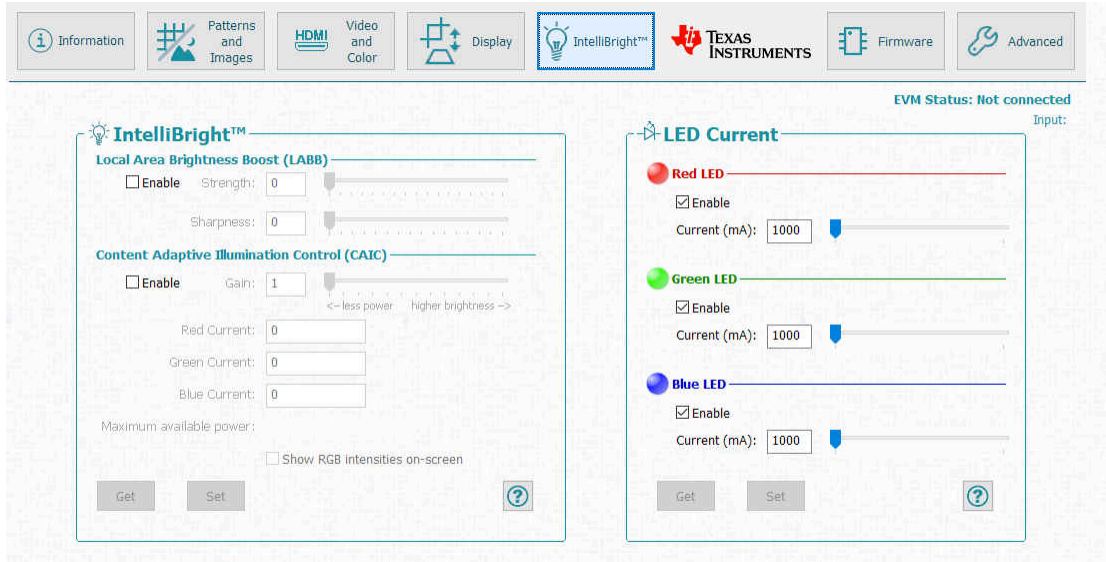 Information
Patterns
and
Images
HDMI
Video
and
Color
Display
IntelliBright™
TEXAS
INSTRUMENTS
Firmware
Advanced
EVM Status: Not connected
Input:
IntelliBright™
Local Area Brightness Boost (LABB)
Enable Strength: 0
Sharpness: 0
Content Adaptive Illumination Control (CAIC)
Enable Gain: 1
<-- less power higher brightness -->
Red Current: 0
Green Current: 0
Blue Current: 0
Maximum available power:
Show RGB intensities on-screen
Get Set ?
LED Current
Red LED
Enable
Current (mA): 1000
Green LED
Enable
Current (mA): 1000
Blue LED
Enable
Current (mA): 1000
Get Set ?